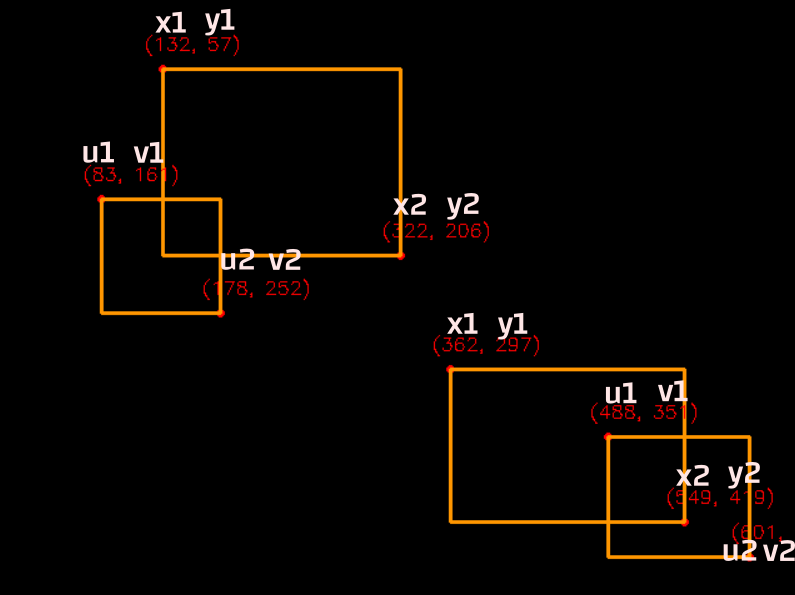 x1 y1
(132, 57)
u1 v1
(83, 161)
x2 y2
(322, 206)
u2 v2
(178, 252)
x1 y1
(362, 297)
u1 v1
(488, 351)
x2 y2
(549, 419)
(601,
u2 v2